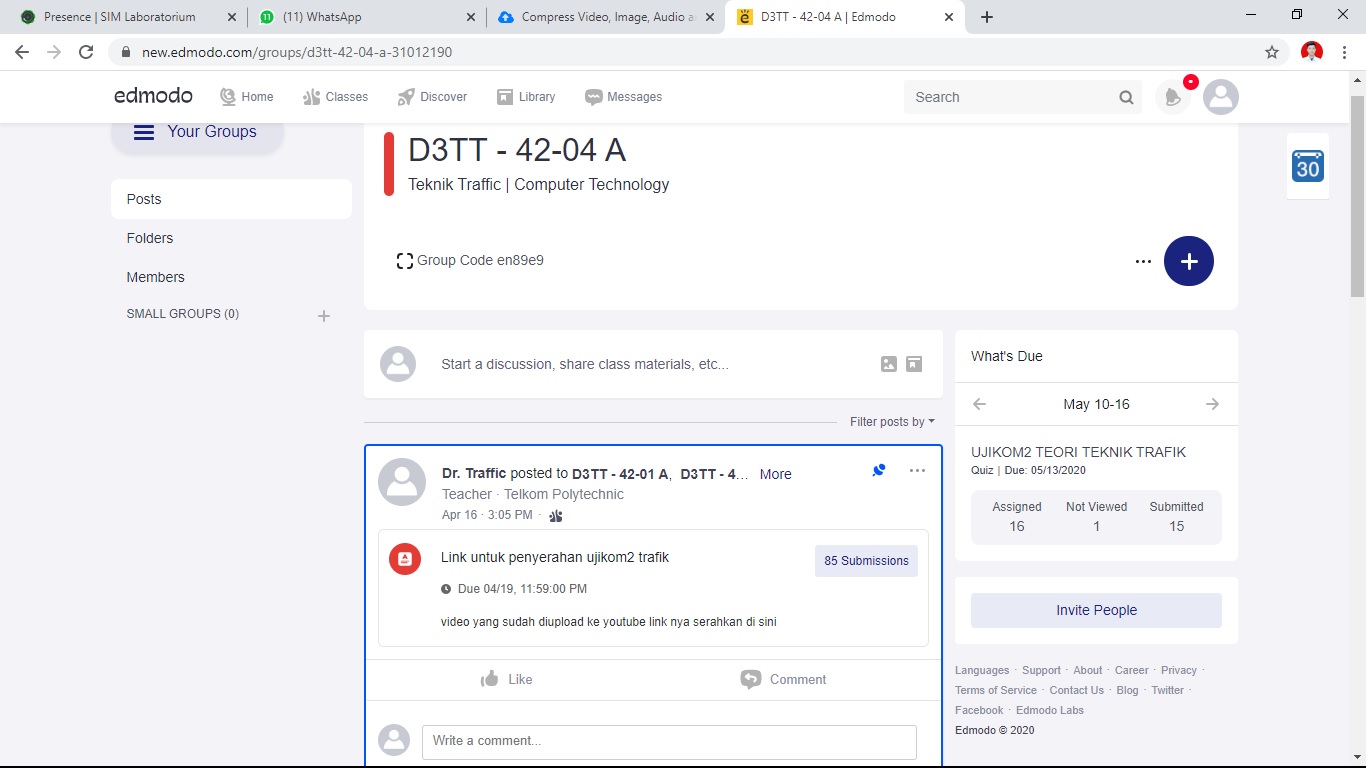 Presence | SIM Laboratorium
(11) WhatsApp
Compress Video, Image, Audio a
D3TT - 42-04 A | Edmodo
new.edmodo.com/groups/d3tt-42-04-a-31012190
edmodo
Home
Classes
Discover
Library
Messages
Search
Your Groups
D3TT - 42-04 A
Teknik Traffic | Computer Technology
30
Posts
Folders
Members
SMALL GROUPS (0)
Group Code en89e9
Start a discussion, share class materials, etc...
Filter posts by
Dr. Traffic posted to D3TT - 42-01 A, D3TT - 4... More
Teacher · Telkom Polytechnic
Apr 16 · 3:05 PM ·
Link untuk penyerahan ujikom2 trafik
85 Submissions
Due 04/19, 11:59:00 PM
video yang sudah diupload ke youtube link nya serahkan di sini
Like
Comment
Write a comment...
What's Due
May 10-16
UJIKOM2 TEORI TEKNIK TRAFIK
Quiz | Due: 05/13/2020
Assigned Not Viewed Submitted
16 1 15
Invite People
Languages · Support · About · Career · Privacy ·
Terms of Service · Contact Us · Blog · Twitter ·
Facebook · Edmodo Labs
Edmodo © 2020